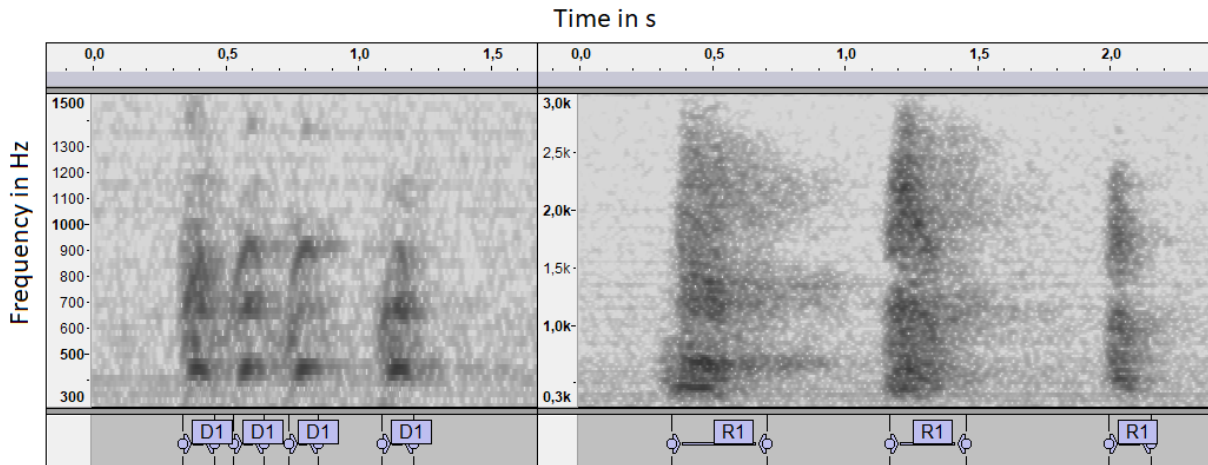 Time in s
0,0 0,5 1,0 1,5 0,0 0,5 1,0 1,5 2,0
Frequency in Hz
1500
1300
1200
1100
1000
900
800
700
600
500
300
3,0k
2,5k
2,0k
1,5k
1,0k
0,3k
D1 D1 D1 D1 R1 R1 R1